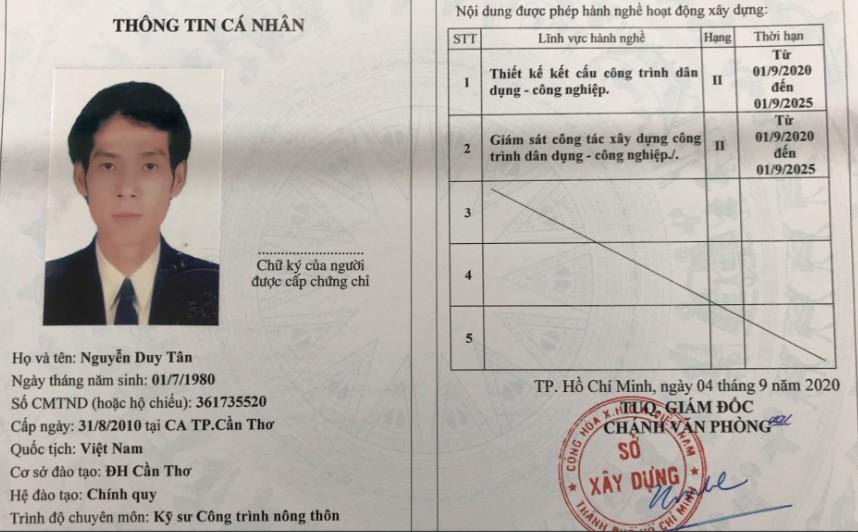 THÔNG TIN CÁ NHÂN
Chữ ký của người
được cấp chứng chỉ
Họ và tên: Nguyễn Duy Tân
Ngày tháng năm sinh: 01/7/1980
Số CMTND (hoặc hộ chiếu): 361735520
Cấp ngày: 31/8/2010 tại CA TP.Cần Thơ
Quốc tịch: Việt Nam
Cơ sở đào tạo: ĐH Cần Thơ
Hệ đào tạo: Chính quy
Trình độ chuyên môn: Kỹ sư Công trình nông thôn
Nội dung được phép hành nghề hoạt động xây dựng:
STT Lĩnh vực hành nghề Hạng Thời hạn
1 Thiết kế kết cấu công trình dân dụng - công nghiệp. II Từ 01/9/2020 đến 01/9/2025
2 Giám sát công tác xây dựng công trình dân dụng - công nghiệp./. II Từ 01/9/2020 đến 01/9/2025
3
4
5
TP. Hồ Chí Minh, ngày 04 tháng 9 năm 2020
TUQ. GIÁM ĐỐC
CHÁNH VĂN PHÒNG
SỞ
XÂY DỰNG
THÀNH PHỐ HỒ CHÍ MINH